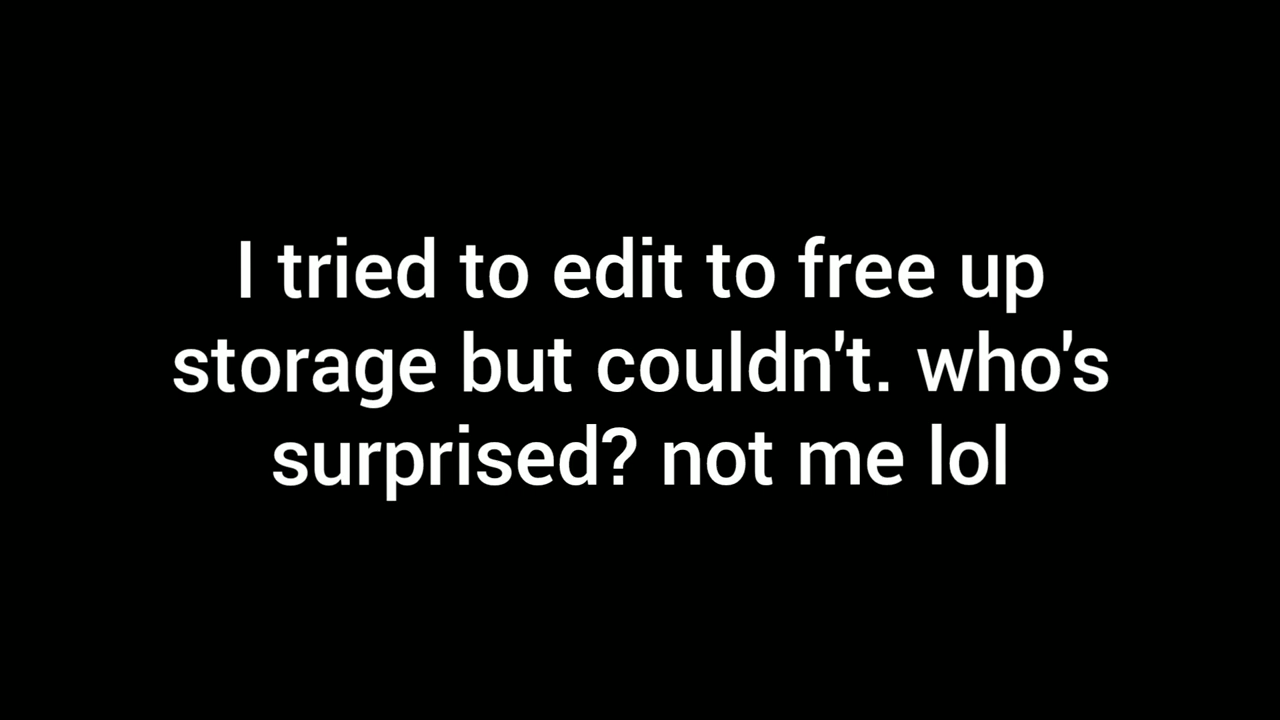 I tried to edit to free up
storage but couldn't. who's
surprised? not me lol